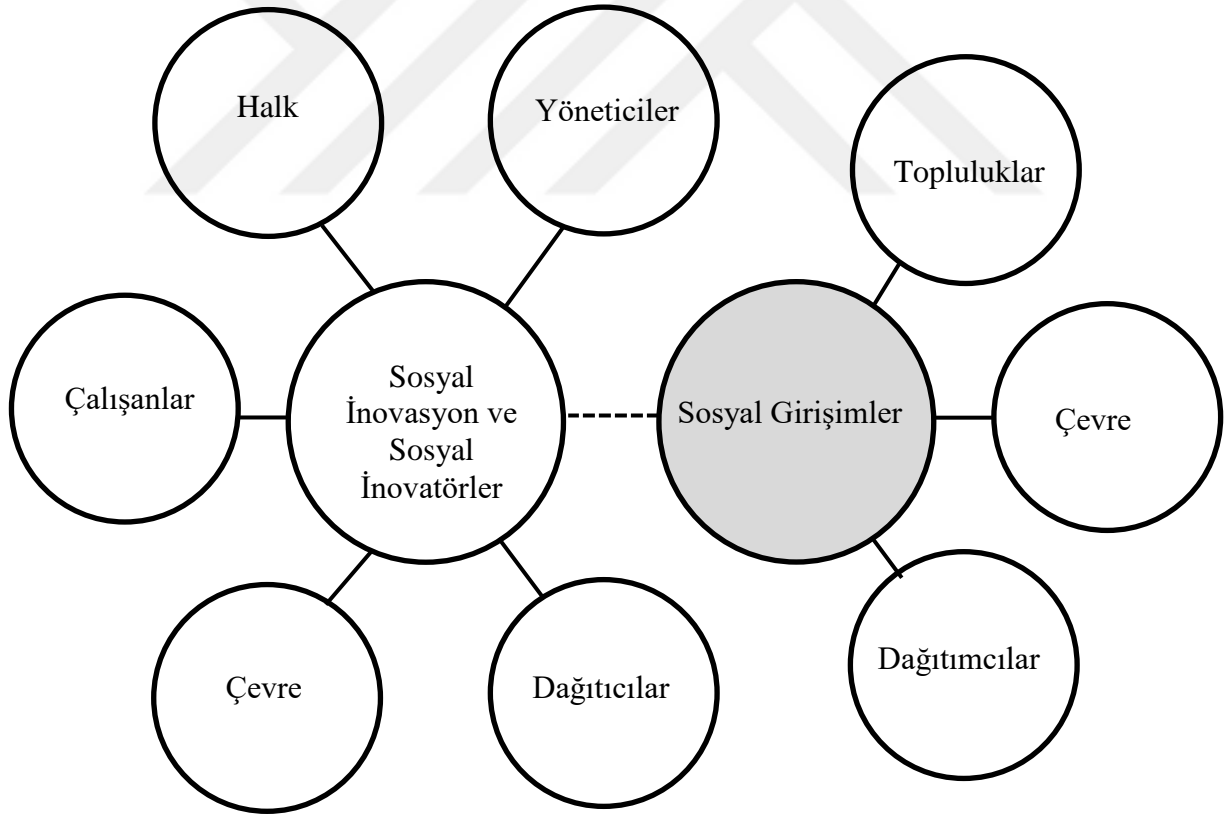 Halk
Yöneticiler
Topluluklar
Çalışanlar
Sosyal
İnovasyon ve
Sosyal
İnovatörler
Sosyal Girişimler
Çevre
Çevre
Dağıtıcılar
Dağıtımcılar